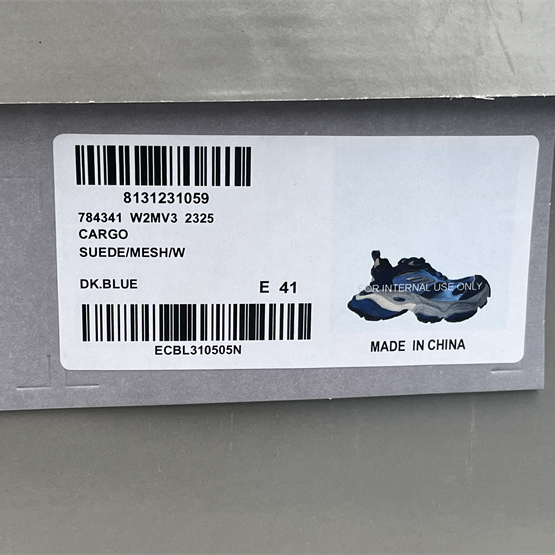 8131231059
784341 W2MV3 2325
CARGO
SUEDE/MESH/W
DK.BLUE
E 41
ECBL310505N
FOR INTERNAL USE ONLY
MADE IN CHINA